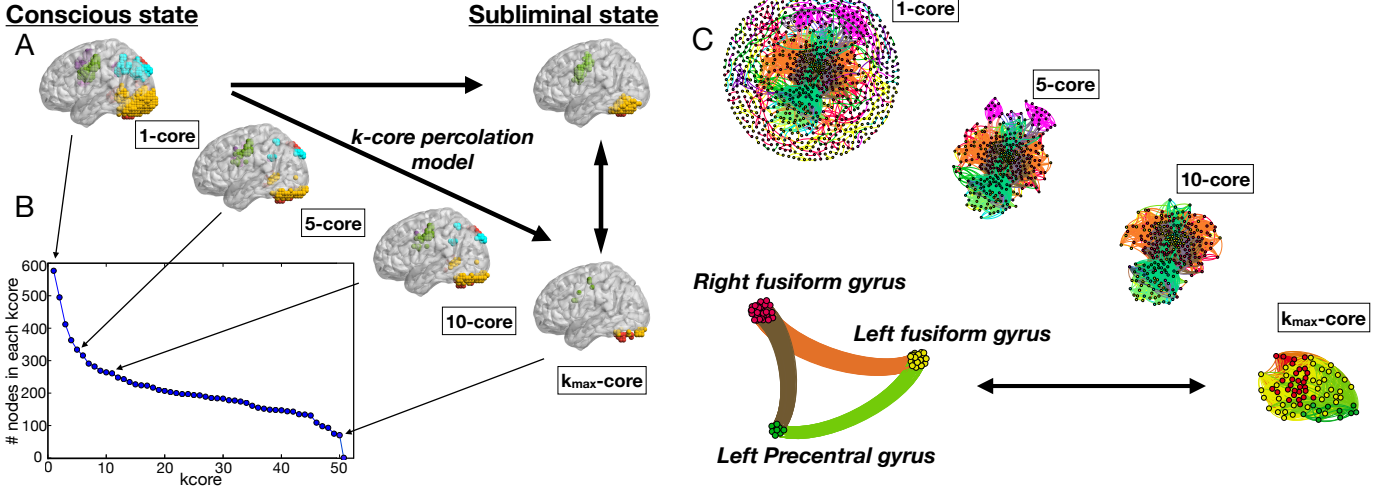 Conscious state
Subliminal state
A
1-core
k-core percolation
model
5-core
10-core
kmax-core
B
# nodes in each kcore
600
500
400
300
200
100
0
0
10
20
30
40
50
kcore
C
1-core
5-core
10-core
kmax-core
Right fusiform gyrus
Left fusiform gyrus
Left Precentral gyrus